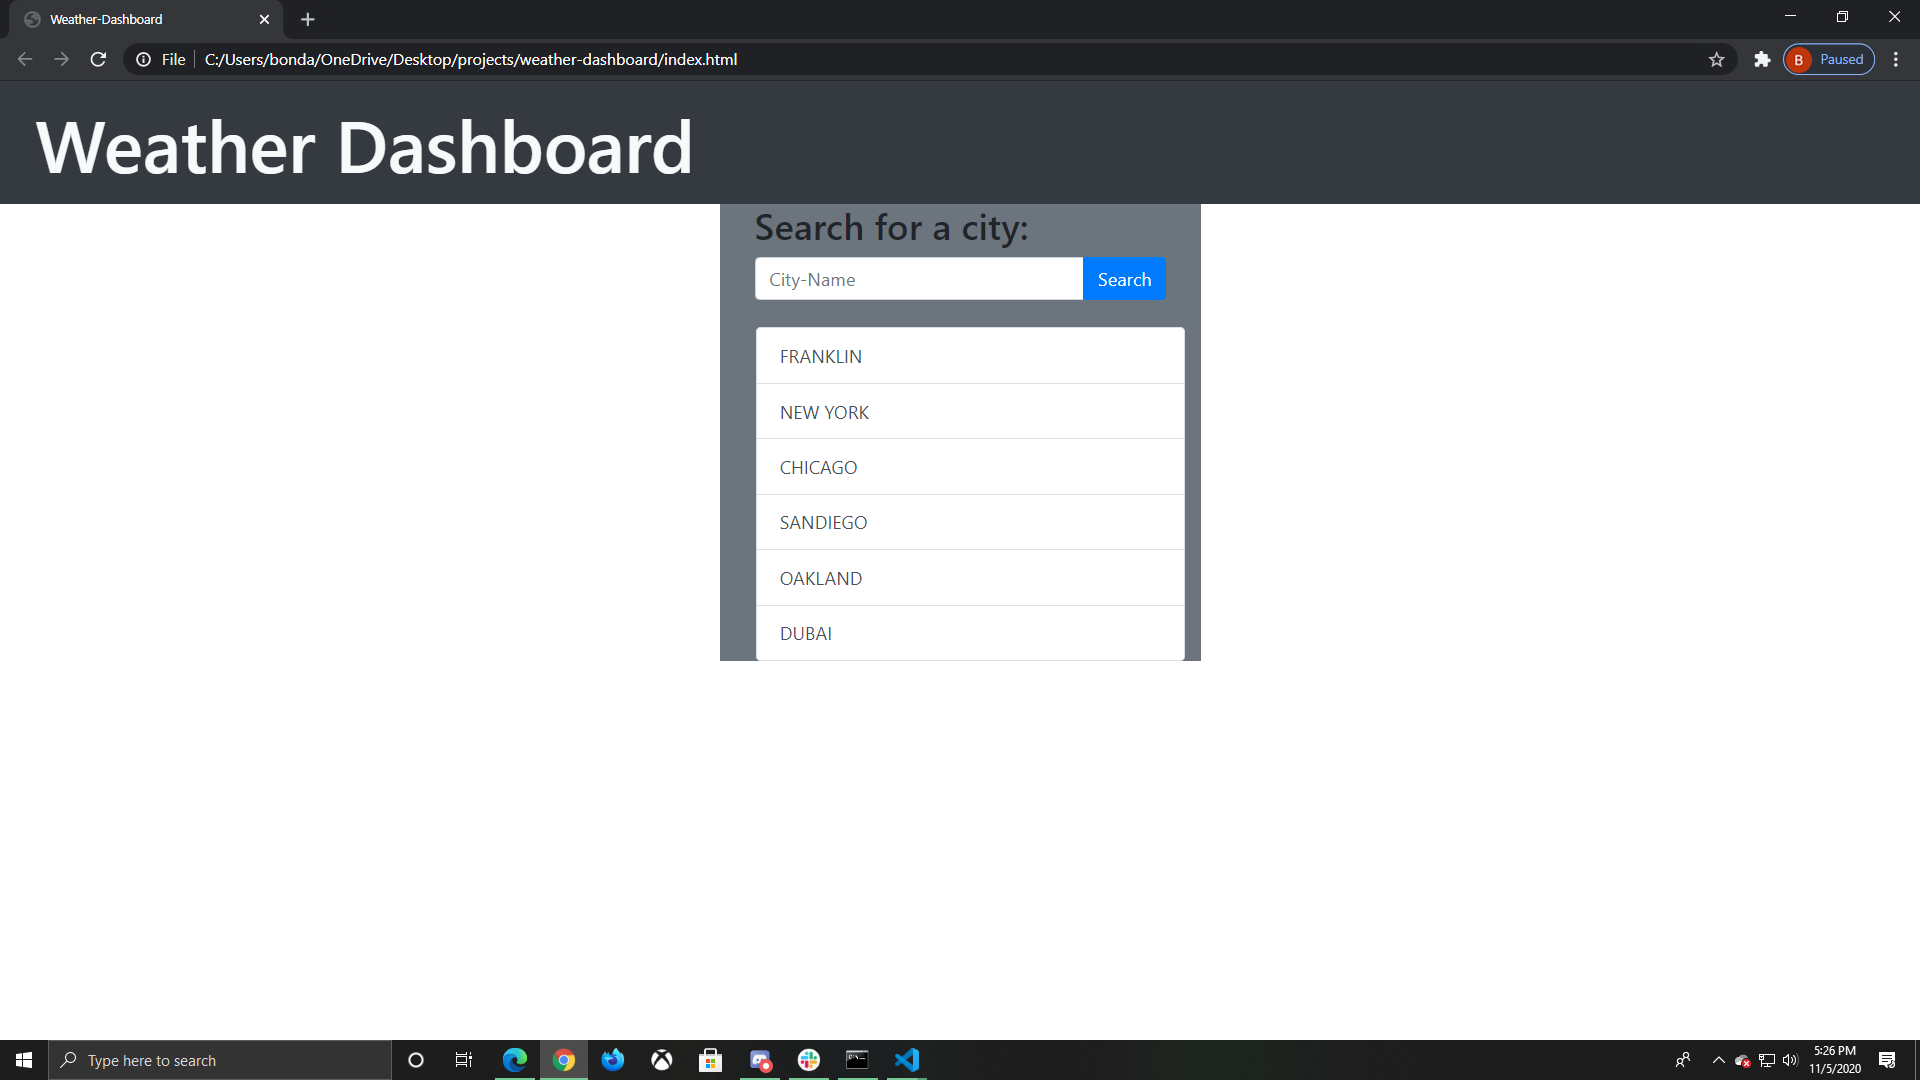 Weather-Dashboard
File C:/Users/bonda/OneDrive/Desktop/projects/weather-dashboard/index.html
B Paused
Weather Dashboard
Search for a city:
City-Name Search
FRANKLIN
NEW YORK
CHICAGO
SANDIEGO
OAKLAND
DUBAI
Type here to search
5:26 PM
11/5/2020